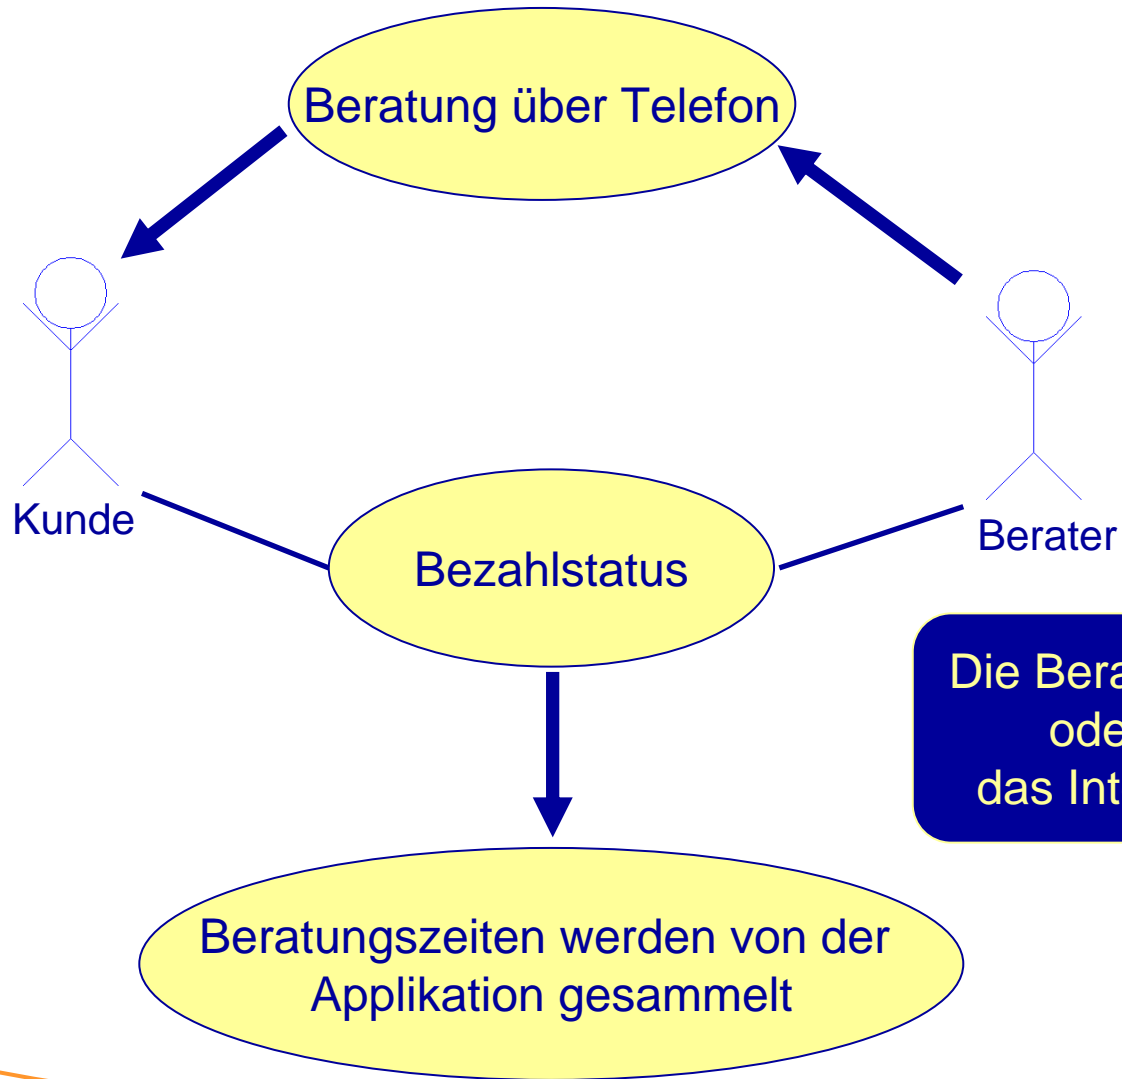 Beratung über Telefon
Kunde
Berater
Bezahlstatus
Die
das
Beratungszeiten werden von der
Applikation gesammelt